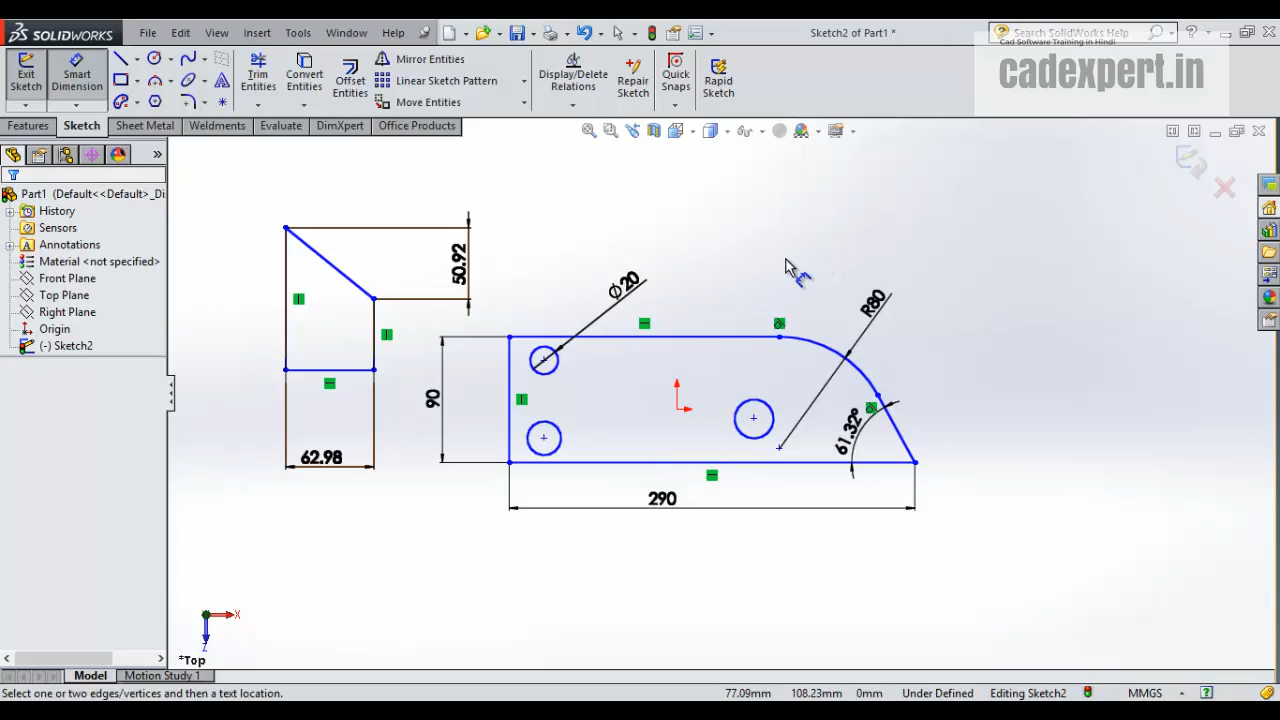 SOLIDWORKS File Edit View Insert Tools Window Help Sketch2 of Part1 * Search SolidWorks Help
Cad Software Training in Hindi
cadexpert.in
Exit Sketch
Smart Dimension
Trim Entities
Convert Entities
Offset Entities
Mirror Entities
Linear Sketch Pattern
Move Entities
Display/Delete Relations
Repair Sketch
Quick Snaps
Rapid Sketch
Features Sketch Sheet Metal Weldments Evaluate DimXpert Office Products
Part1 (Default<<Default>_Di
History
Sensors
Annotations
Material <not specified>
Front Plane
Top Plane
Right Plane
Origin
(-) Sketch2
50.92
62.98
Ø20
R80
90
61.32°
290
X
Z
*Top
Model Motion Study 1
Select one or two edges/vertices and then a text location. 77.09mm 108.23mm 0mm Under Defined Editing Sketch2 MMGS